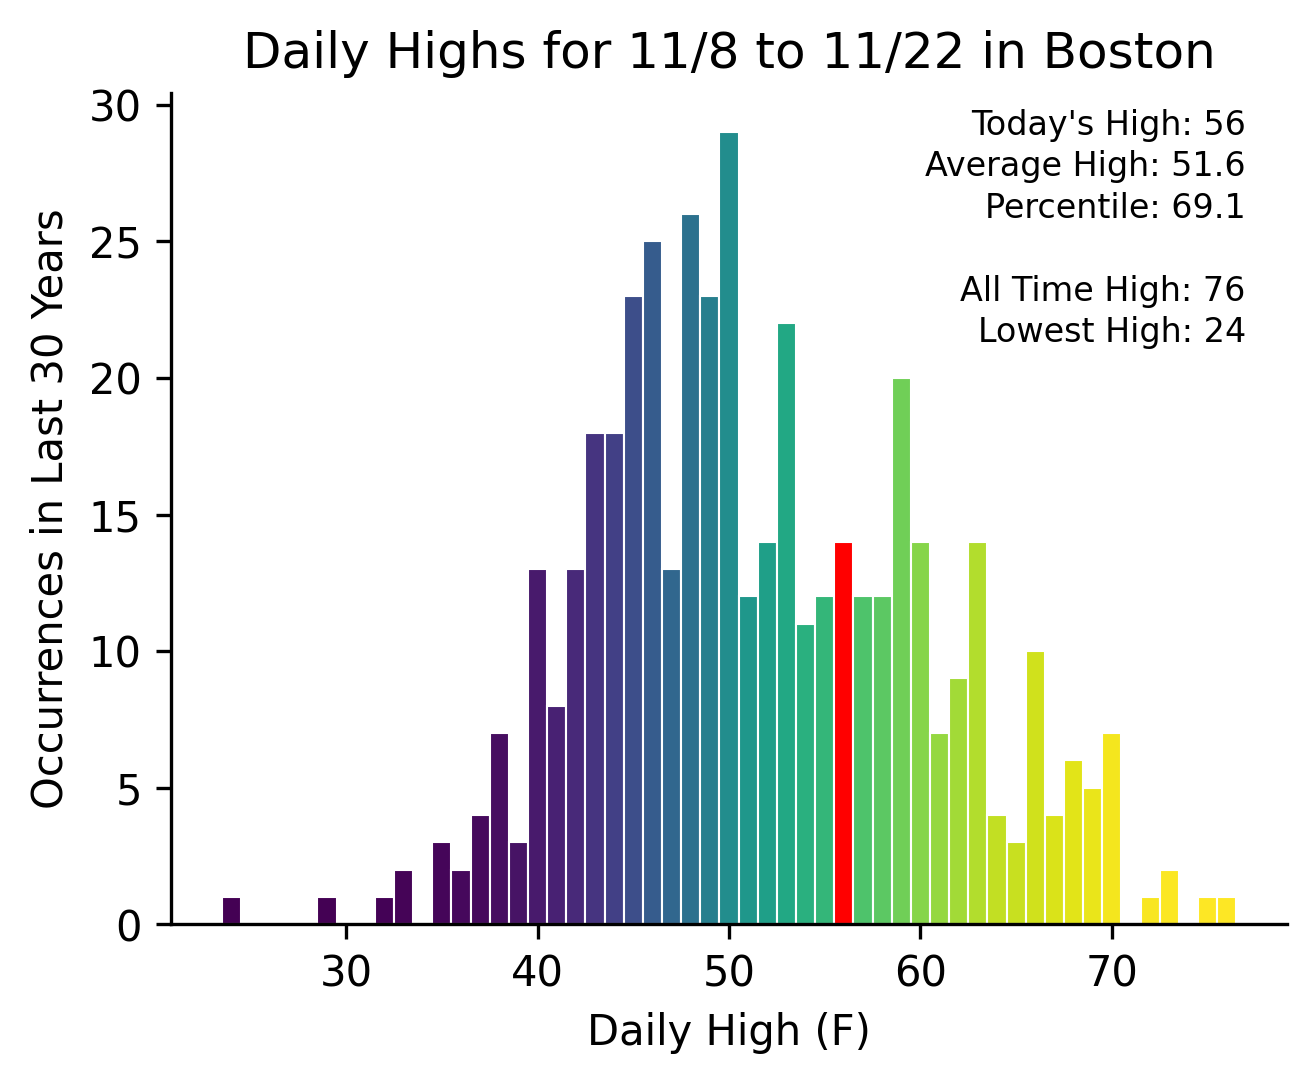 Daily Highs for 11/8 to 11/22 in Boston
Today's High: 56
Average High: 51.6
Percentile: 69.1
All Time High: 76
Lowest High: 24
Occurrences in Last 30 Years
30
25
20
15
10
5
0
30 40 50 60 70
Daily High (F)